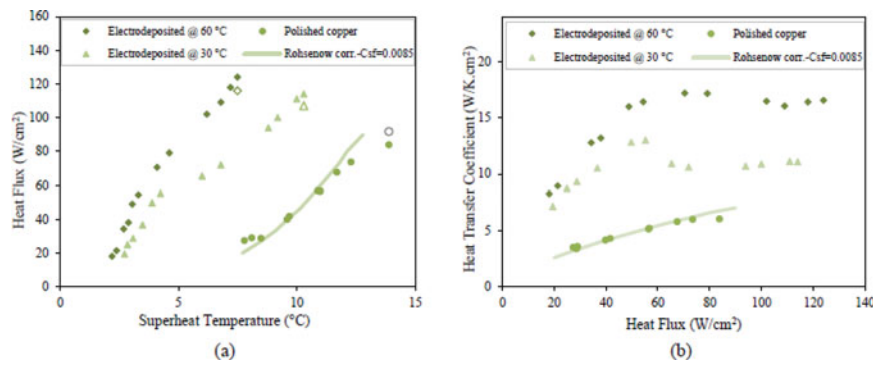 160
140
120
100
80
60
40
20
0
Heat Flux (W/cm²)
Electrodeposited @ 60 °C
Polished copper
Electrodeposited @ 30 °C
Rohsenow corr.-Csf=0.0085
0
5
10
15
Superheat Temperature (°C)
(a)
20
15
10
5
0
Heat Transfer Coefficient (W/K.cm²)
Electrodeposited @ 60 °C
Polished copper
Electrodeposited @ 30 °C
Rohsenow corr.-Csf=0.0085
0
20
40
60
80
100
120
140
Heat Flux (W/cm²)
(b)